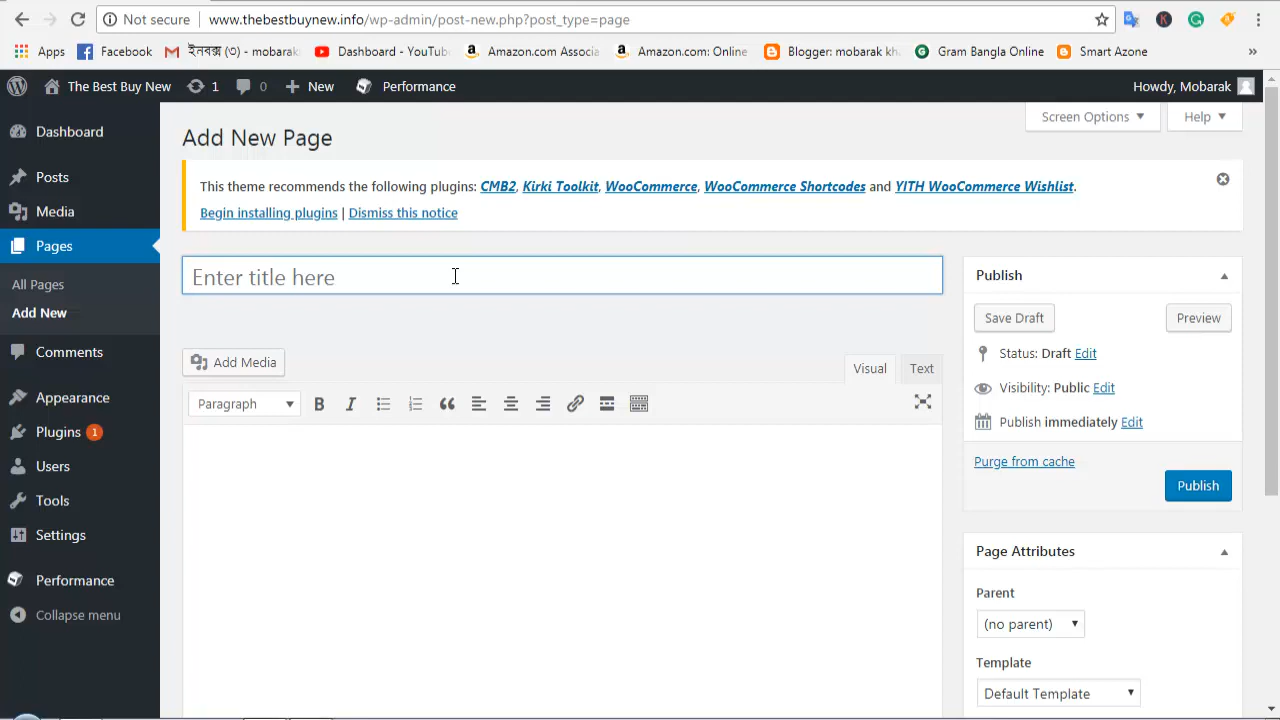 Not secure | www.thebestbuynew.info/wp-admin/post-new.php?post_type=page
Apps Facebook ইনবক্স (৩) - mobarak Dashboard - YouTube Amazon.com Associa Amazon.com: Online Blogger: mobarak kh Gram Bangla Online Smart Azone »
The Best Buy New 1 0 New Performance Howdy, Mobarak
Screen Options Help
Dashboard
Posts
Media
Pages
All Pages
Add New
Comments
Appearance
Plugins 1
Users
Tools
Settings
Performance
Collapse menu
Add New Page
This theme recommends the following plugins: CMB2, Kirki Toolkit, WooCommerce, WooCommerce Shortcodes and YITH WooCommerce Wishlist.
Begin installing plugins | Dismiss this notice
Enter title here
Add Media
Visual Text
Paragraph B I
Publish
Save Draft Preview
Status: Draft Edit
Visibility: Public Edit
Publish immediately Edit
Purge from cache
Publish
Page Attributes
Parent
(no parent)
Template
Default Template